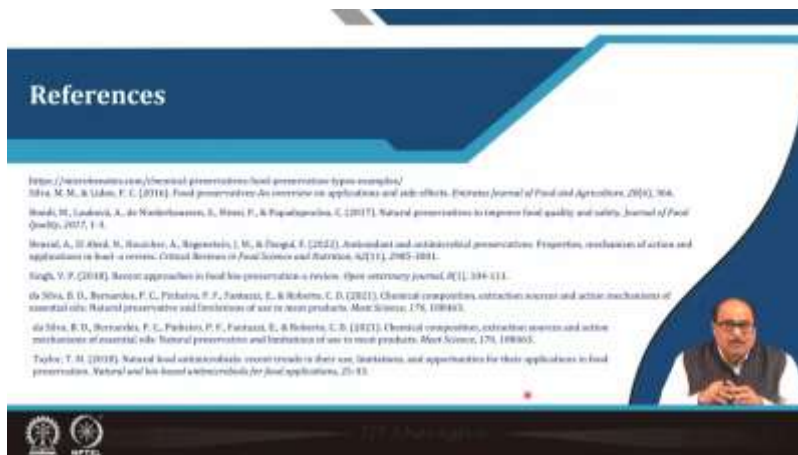 References
https://microbenotes.com/chemical-preservatives-food-preservation-types-examples/
Silva, M. M., & Lidon, F. C. (2016). Food preservatives-An overview on applications and side effects. Emirates Journal of Food and Agriculture, 28(6), 366.
M., A., de E., P., & Papadopoulou, C. (2017). Natural preservatives to improve food quality and safety. Journal of Food
Quality, 2017, 1-3.
A., El N., A., Regenstein, J. W., & F. (2022). Antioxidant and antimicrobial preservatives: Properties, mechanism of action and
applications in food-a review. Critical Reviews in Food Science and Nutrition, 62(11), 2985-3001.
Singh, V. P. (2018). Recent approaches in food bio-preservation-a review. Open veterinary journal, 8(1), 104-111.
da Silva, B. D., Bernardes, P. C., Pinheiro, P. F., Fantuzzi, E., & Roberto, C. D. (2021). Chemical composition, extraction sources and action mechanisms of
essential oils: Natural preservative and limitations of use in meat products. Meat Science, 176, 108463.
da Silva, B. D., Bernardes, P. C., Pinheiro, P. F., Fantuzzi, E., & Roberto, C. D. (2021). Chemical composition, extraction sources and action
mechanisms of essential oils: Natural preservative and limitations of use in meat products. Meat Science, 176, 108463.
Taylor, T. M. (2018). Natural food antimicrobials: recent trends in their use, limitations, and opportunities for their applications in food
preservation. Natural and bio-based antimicrobials for food applications, 25-43.
NPTEL
IIT Kharagpur